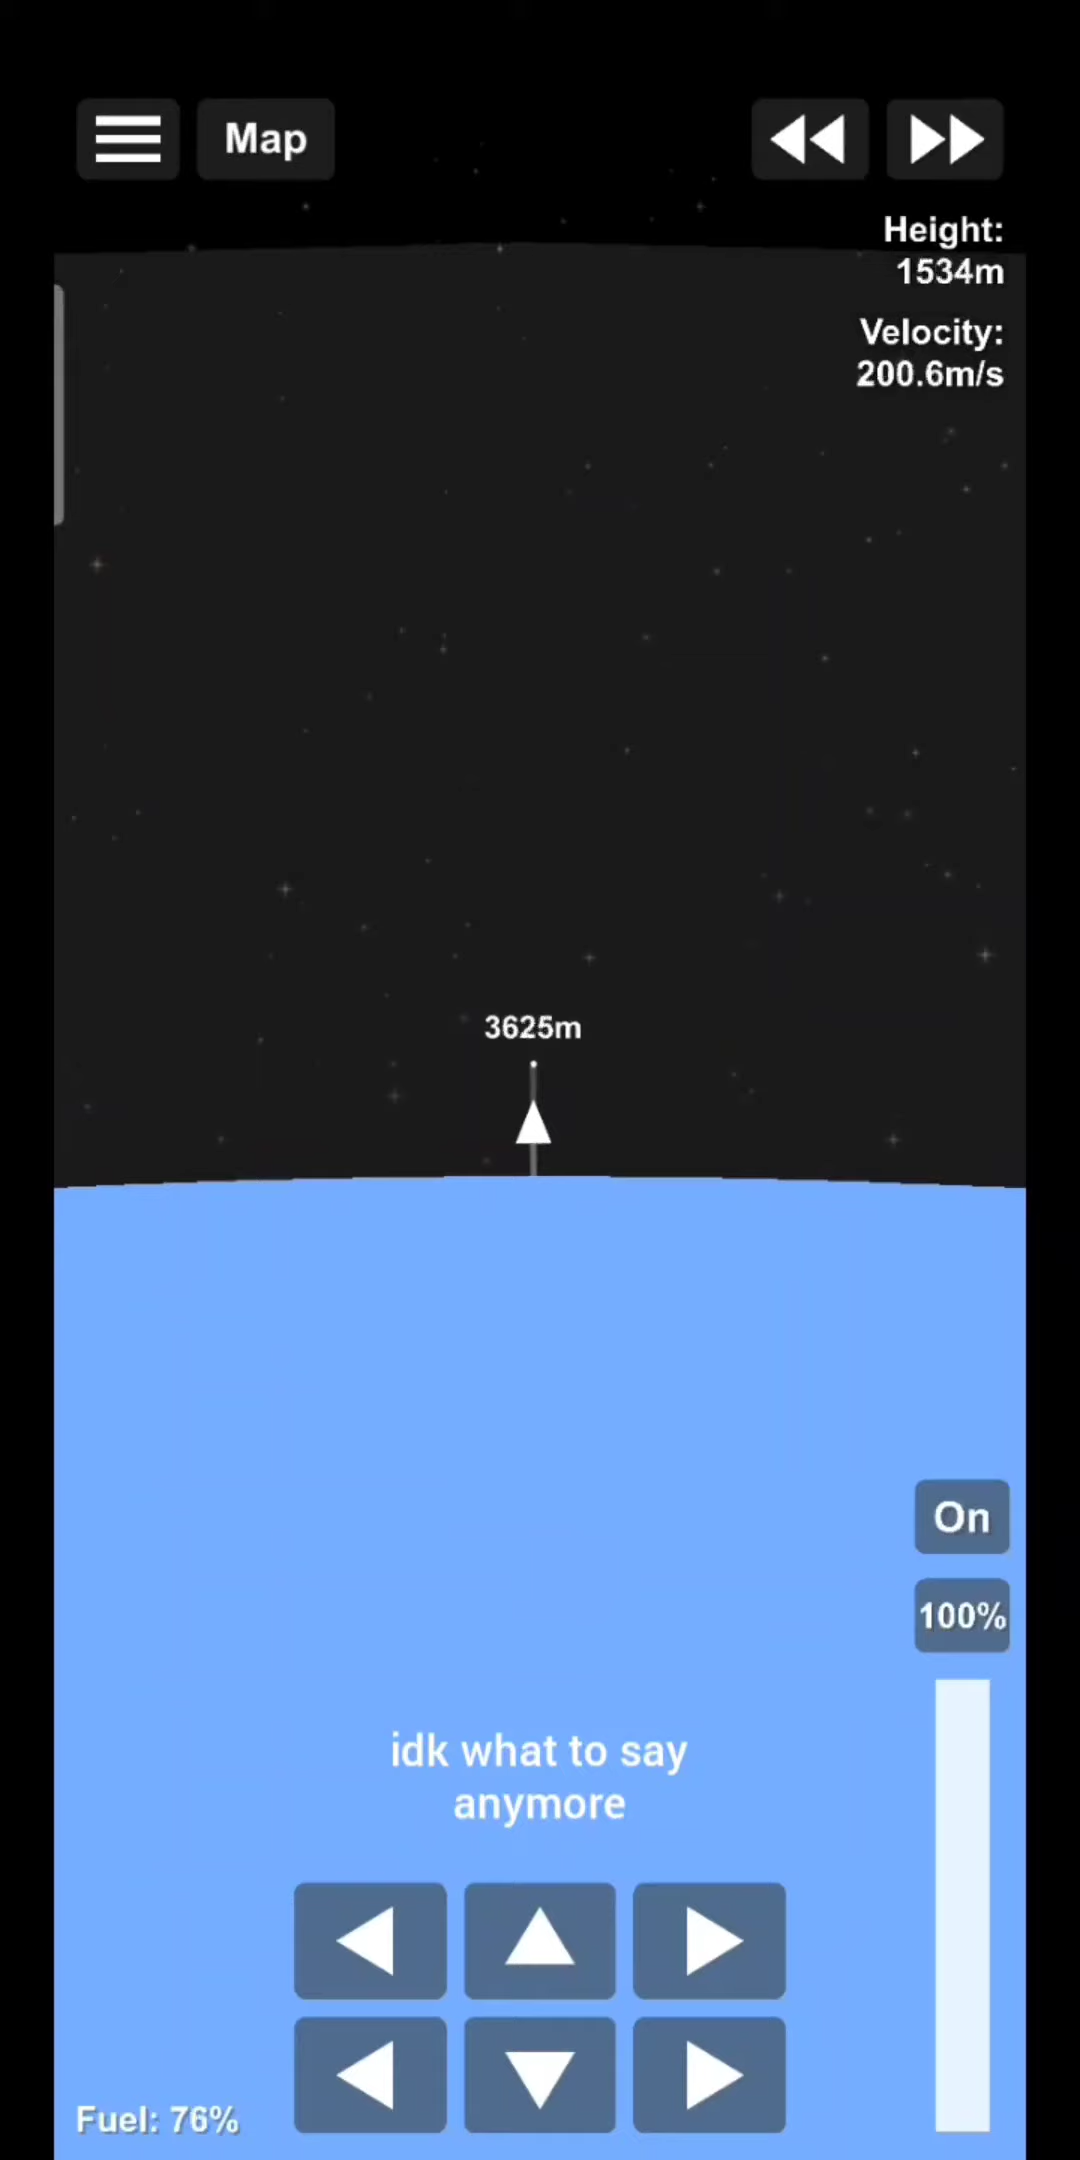 Map
Height:
1534m
Velocity:
200.6m/s
3625m
On
100%
idk what to say
anymore
Fuel: 76%